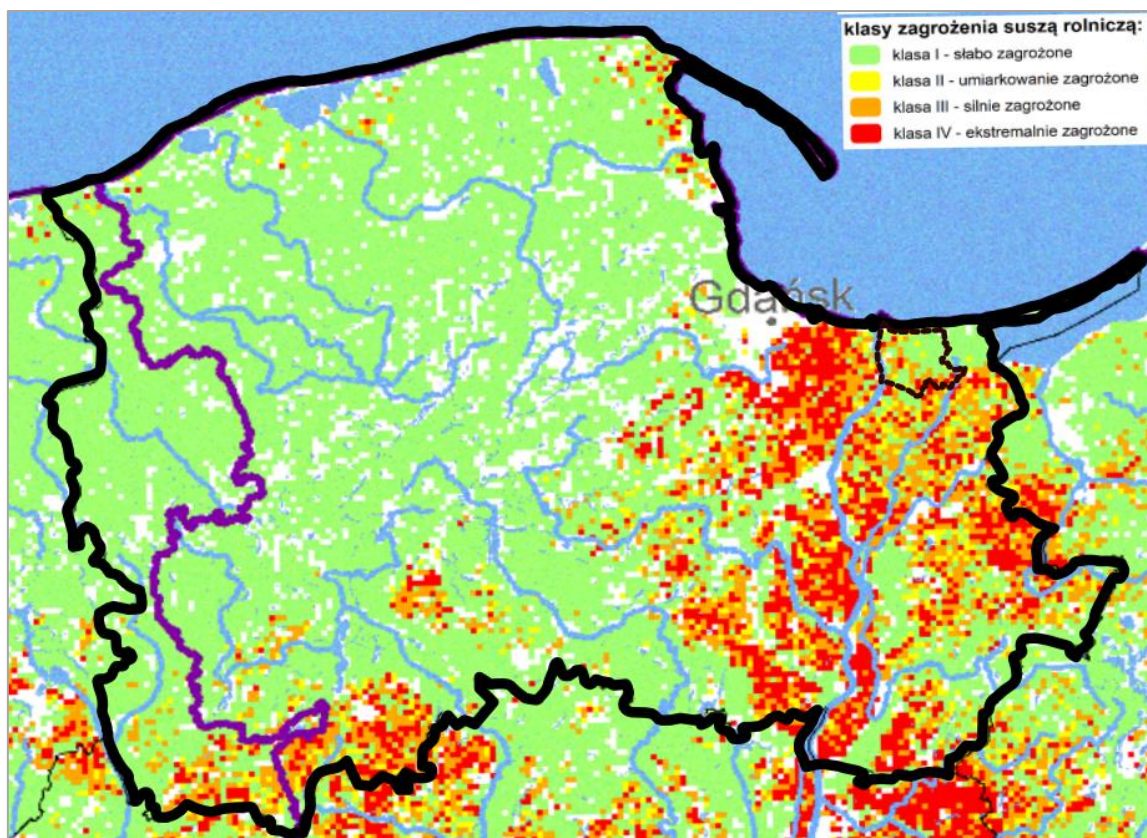 klasy zagrożenia suszą rolniczą:
klasa I - słabo zagrożone
klasa II - umiarkowanie zagrożone
klasa III - silnie zagrożone
klasa IV - ekstremalnie zagrożone
Gdańsk